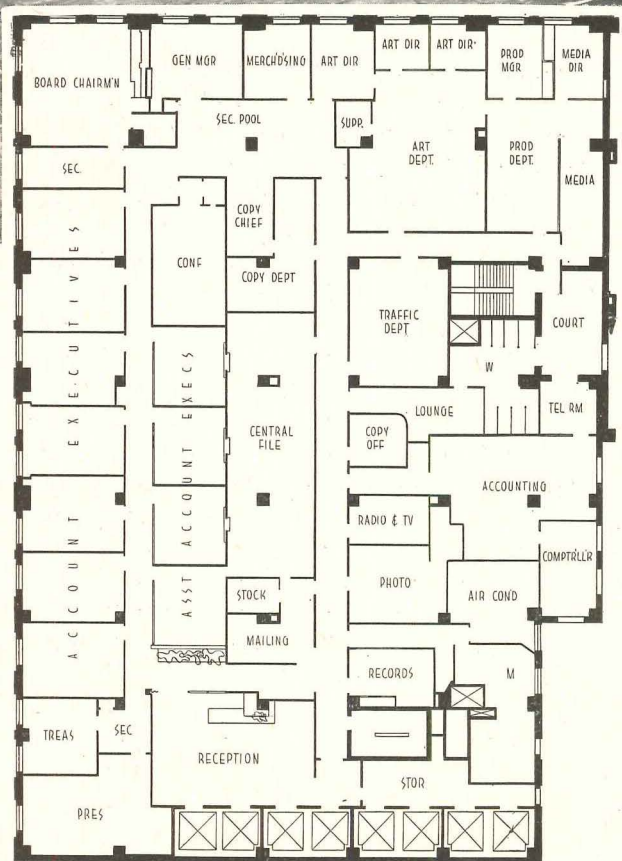 BOARD CHAIRM'N
GEN MGR
MERCH'D'SING
ART DIR
ART DIR
ART DIR
PROD
MGR
MEDIA
DIR
SEC. POOL
SUPP.
ART
DEPT.
PROD
DEPT.
MEDIA
SEC.
COPY
CHIEF
CONF
COPY DEPT
TRAFFIC
DEPT
COURT
ACCOUNT EXECUTIVES
ASST ACCOUNT EXECS
W
LOUNGE
TEL RM
COPY
OFF
CENTRAL
FILE
ACCOUNTING
RADIO & TV
COMPTR'LL'R
PHOTO
AIR COND
STOCK
MAILING
RECORDS
M
TREAS
SEC
RECEPTION
STOR
PRES